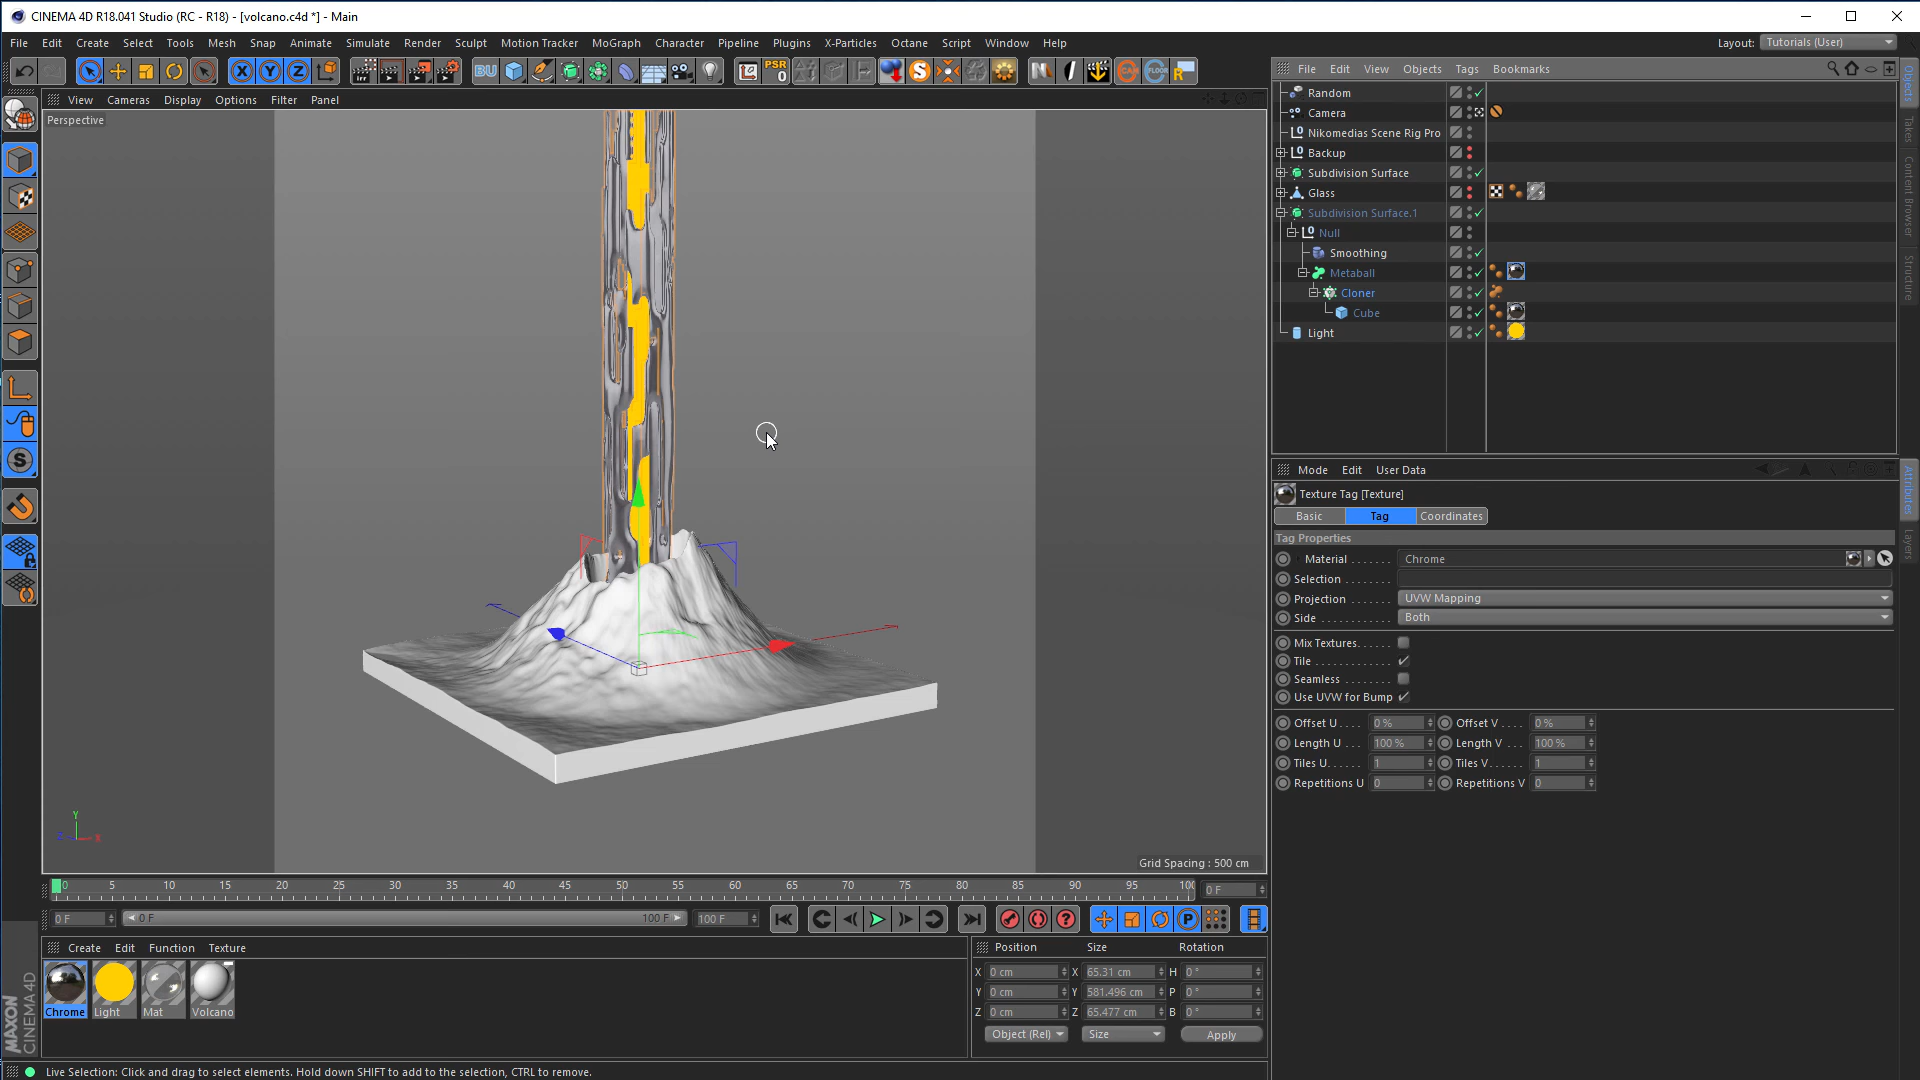 CINEMA 4D R18.041 Studio (RC - R18) - [volcano.c4d *] - Main
File Edit Create Select Tools Mesh Snap Animate Simulate Render Sculpt Motion Tracker MoGraph Character Pipeline Plugins X-Particles Octane Script Window Help
Layout: Tutorials (User)
X Y Z
BU PSR
View Cameras Display Options Filter Panel
Perspective
File Edit View Objects Tags Bookmarks
Random
Camera
Nikomedias Scene Rig Pro
Backup
Subdivision Surface
Glass
Subdivision Surface.1
Null
Smoothing
Metaball
Cloner
Cube
Light
Objects
Takes
Content Browser
Structure
Attributes
Layers
Mode Edit User Data
Texture Tag [Texture]
Basic Tag Coordinates
Tag Properties
Material Chrome
Selection
Projection UVW Mapping
Side Both
Mix Textures
Tile
Seamless
Use UVW for Bump
Offset U 0 % Offset V 0 %
Length U 100 % Length V 100 %
Tiles U 1 Tiles V 1
Repetitions U 0 Repetitions V 0
Y
Z X
Grid Spacing : 500 cm
0 5 10 15 20 25 30 35 40 45 50 55 60 65 70 75 80 85 90 95 100
0 F
0 F 0 F 100 F 100 F
Create Edit Function Texture
Chrome Light Mat Volcano
Position Size Rotation
X 0 cm X 65.31 cm H 0 °
Y 0 cm Y 581.496 cm P 0 °
Z 0 cm Z 65.477 cm B 0 °
Object (Rel) Size Apply
MAXON
CINEMA 4D
Live Selection: Click and drag to select elements. Hold down SHIFT to add to the selection, CTRL to remove.